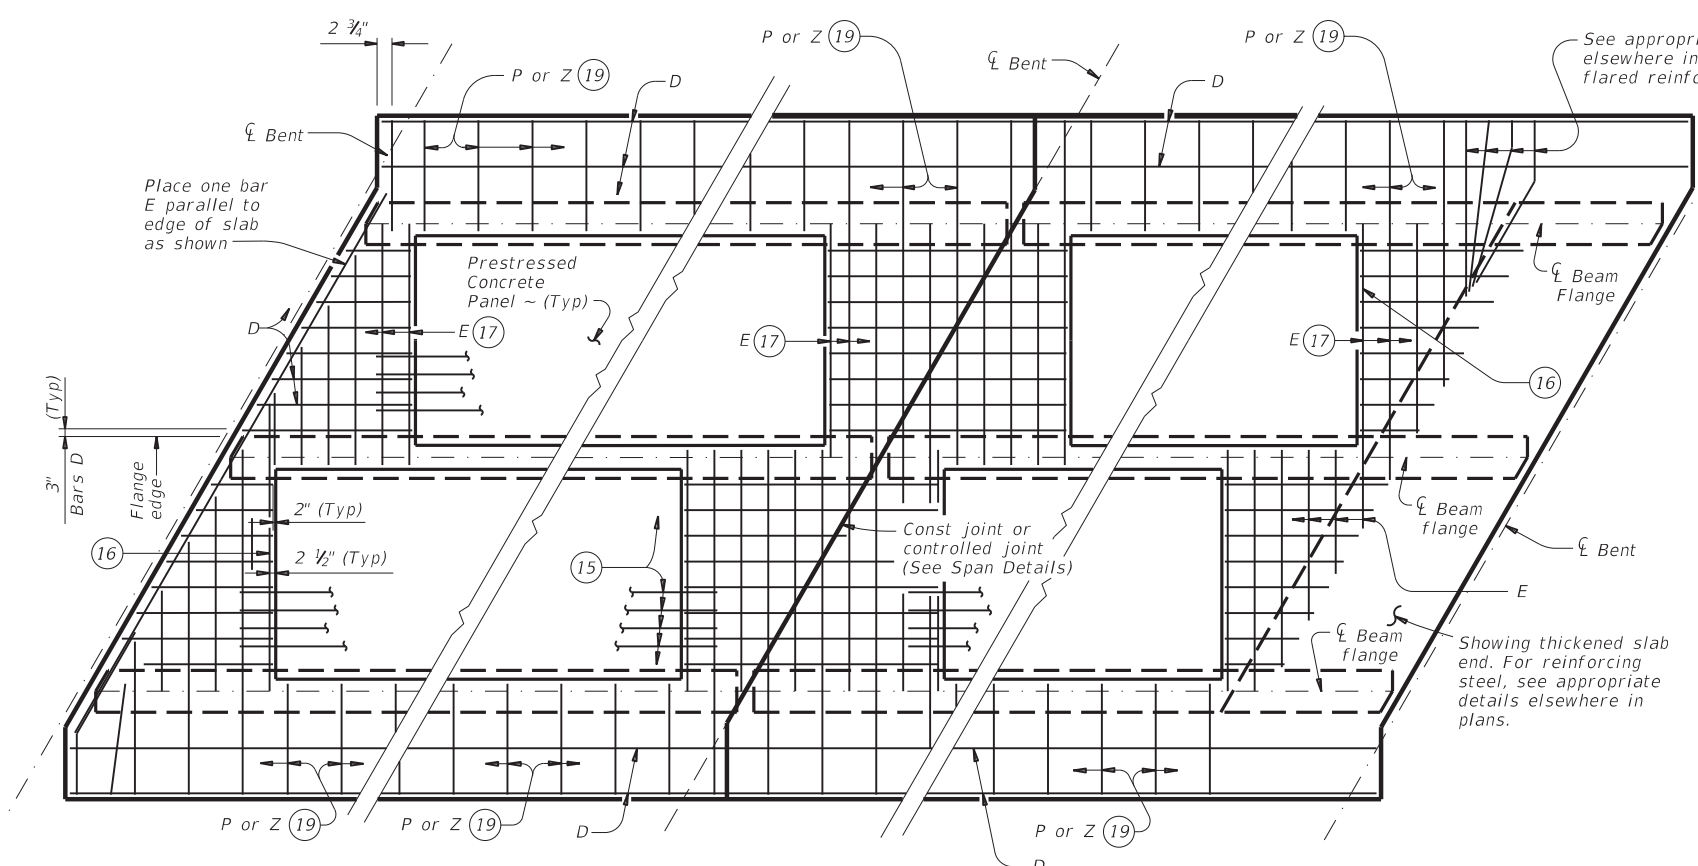 2 3/4"
P or Z 19
P or Z 19
D
℄ Bent
P or Z 19
D
See
elsewhere in
flared
℄ Bent
Place one bar
E parallel to
edge of slab
as shown
Prestressed
Concrete
Panel ~ (Typ)
℄ Beam
Flange
D
E 17
E 17
E 17
16
3" (Typ)
Bars D
Flange
edge
2" (Typ)
16
2 1/2" (Typ)
15
Const joint or
controlled joint
(See Span Details)
℄ Beam
flange
℄ Bent
E
℄ Beam
flange
Showing thickened slab
end. For reinforcing
steel, see appropriate
details elsewhere in
plans.
P or Z 19
P or Z 19
D
P or Z 19
D